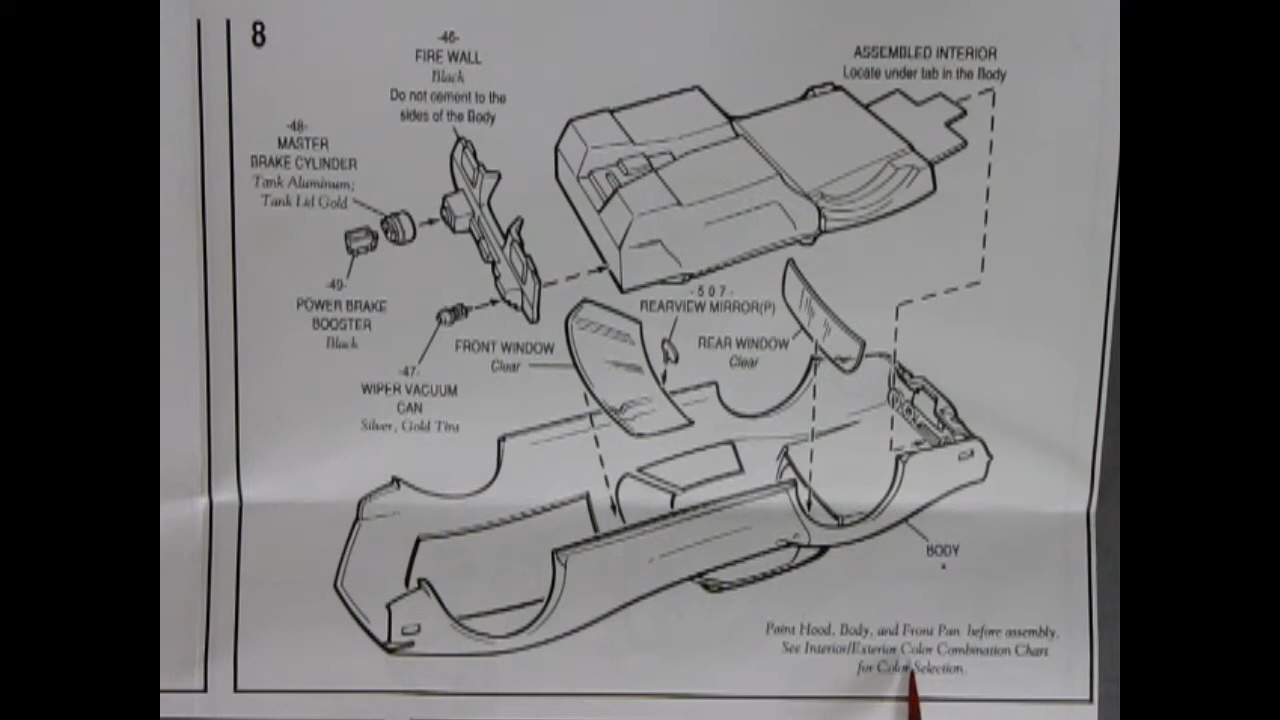 8
-46-
FIRE WALL
Black
Do not cement to the
sides of the Body
ASSEMBLED INTERIOR
Locate under tab in the Body
-48-
MASTER
BRAKE CYLINDER
Tank Aluminum;
Tank Lid Gold
-49-
POWER BRAKE
BOOSTER
Black
-47-
WIPER VACUUM
CAN
Silver, Gold Tint
FRONT WINDOW
Clear
-507-
REARVIEW MIRROR(P)
REAR WINDOW
Clear
BODY
Paint Hood, Body, and Front Pan before assembly.
See Interior/Exterior Color Combination Chart
for Color Selection.